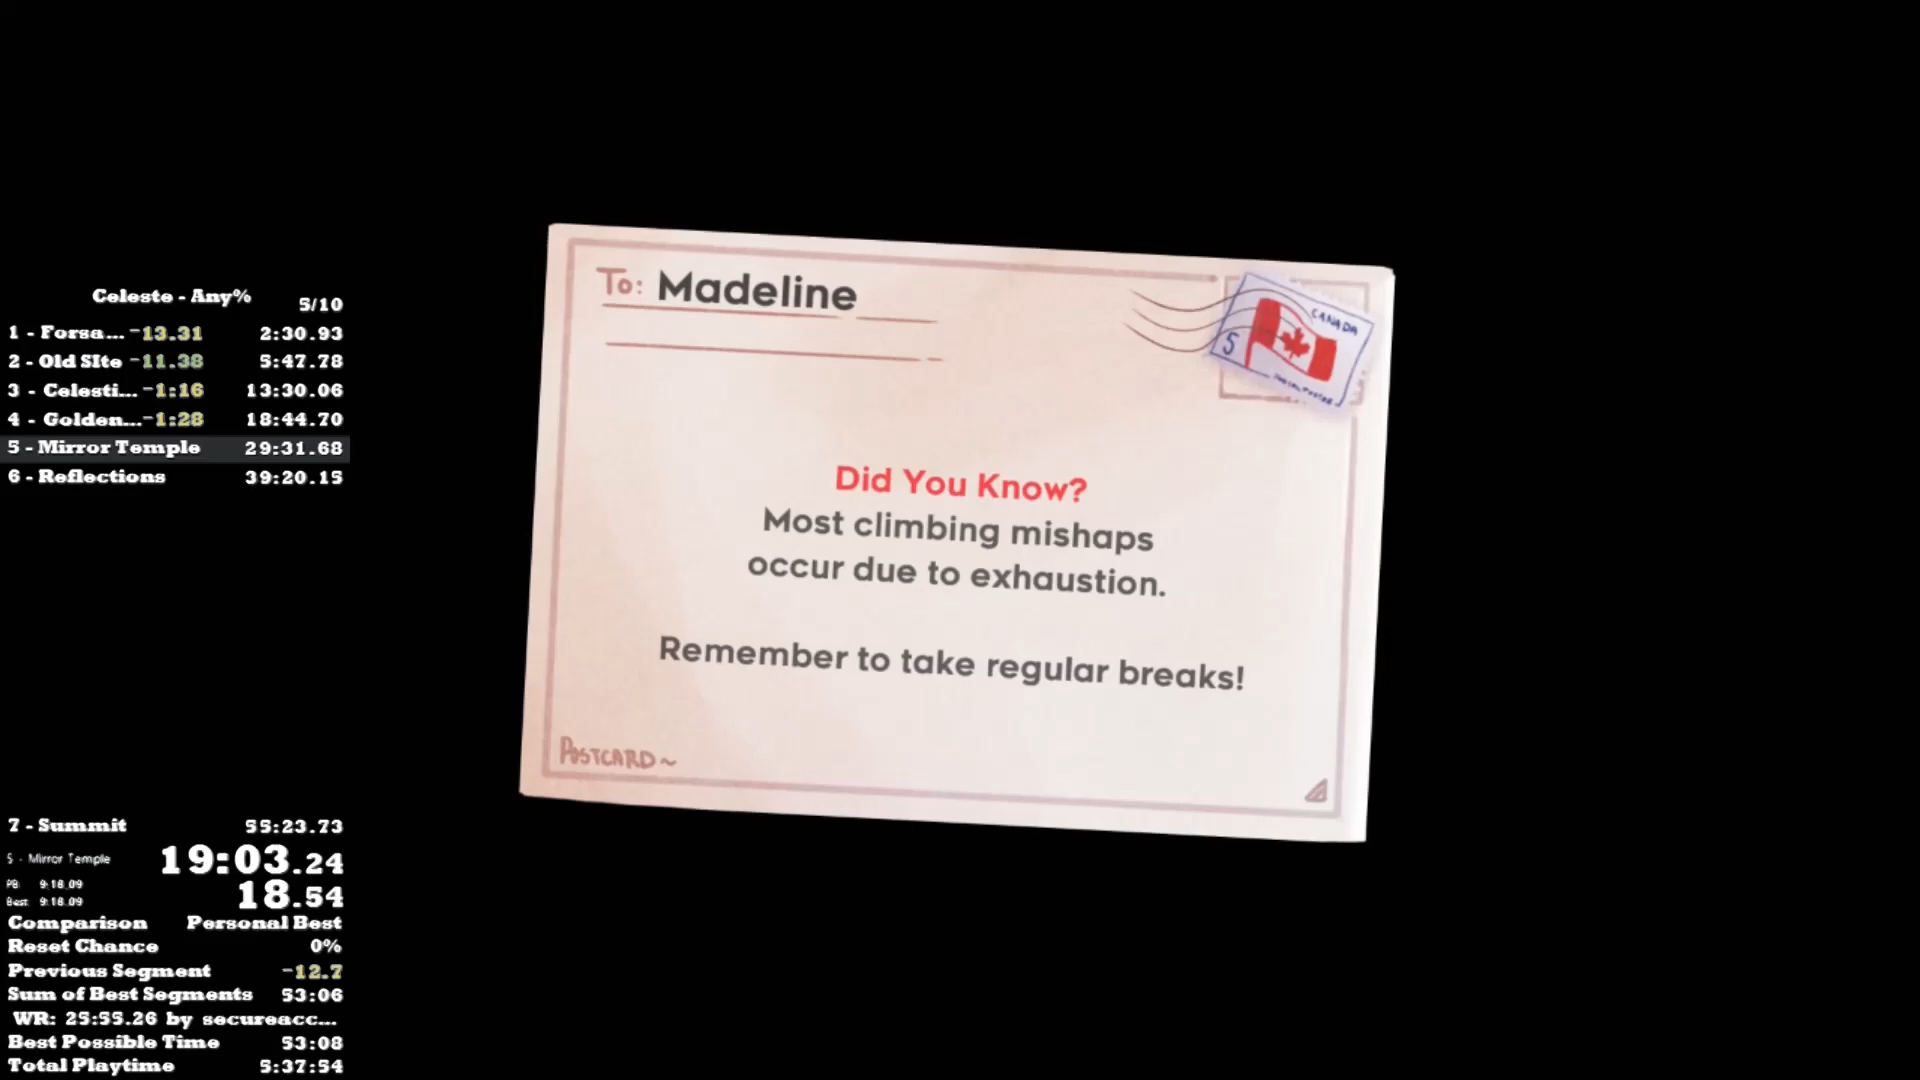 Celeste - Any%
5/10
1 - Forsa... -13.31 2:30.93
2 - Old SIte -11.38 5:47.78
3 - Celesti... -1:16 13:30.06
4 - Golden... -1:28 18:44.70
5 - Mirror Temple 29:31.68
6 - Reflections 39:20.15
To: Madeline
CANADA
5
Did You Know?
Most climbing mishaps
occur due to exhaustion.
Remember to take regular breaks!
POSTCARD~
7 - Summit 55:23.73
5 - Mirror Temple 19:03.24
PB: 9:18.09
Best: 9:18.09
18.54
Comparison Personal Best
Reset Chance 0%
Previous Segment -12.7
Sum of Best Segments 53:06
WR: 25:55.26 by secureacc...
Best Possible Time 53:08
Total Playtime 5:37:54